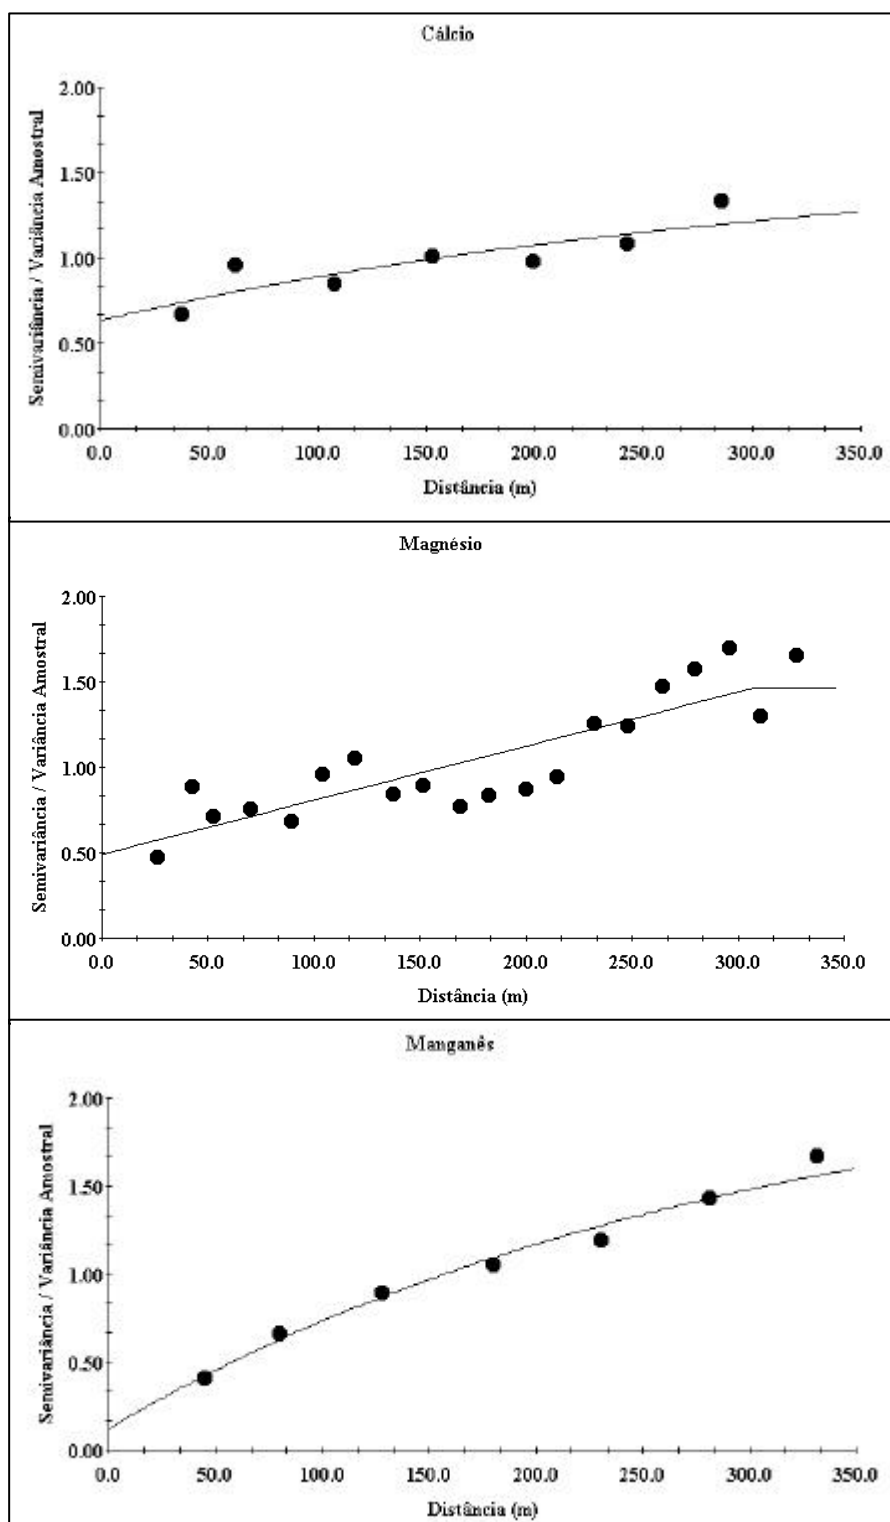 Cálcio
Semivariância / Variância Amostral
2.00
1.50
1.00
0.50
0.00
0.0 50.0 100.0 150.0 200.0 250.0 300.0 350.0
Distância (m)
Magnésio
Semivariância / Variância Amostral
2.00
1.50
1.00
0.50
0.00
0.0 50.0 100.0 150.0 200.0 250.0 300.0 350.0
Distância (m)
Manganês
Semivariância / Variância Amostral
2.00
1.50
1.00
0.50
0.00
0.0 50.0 100.0 150.0 200.0 250.0 300.0 350.0
Distância (m)